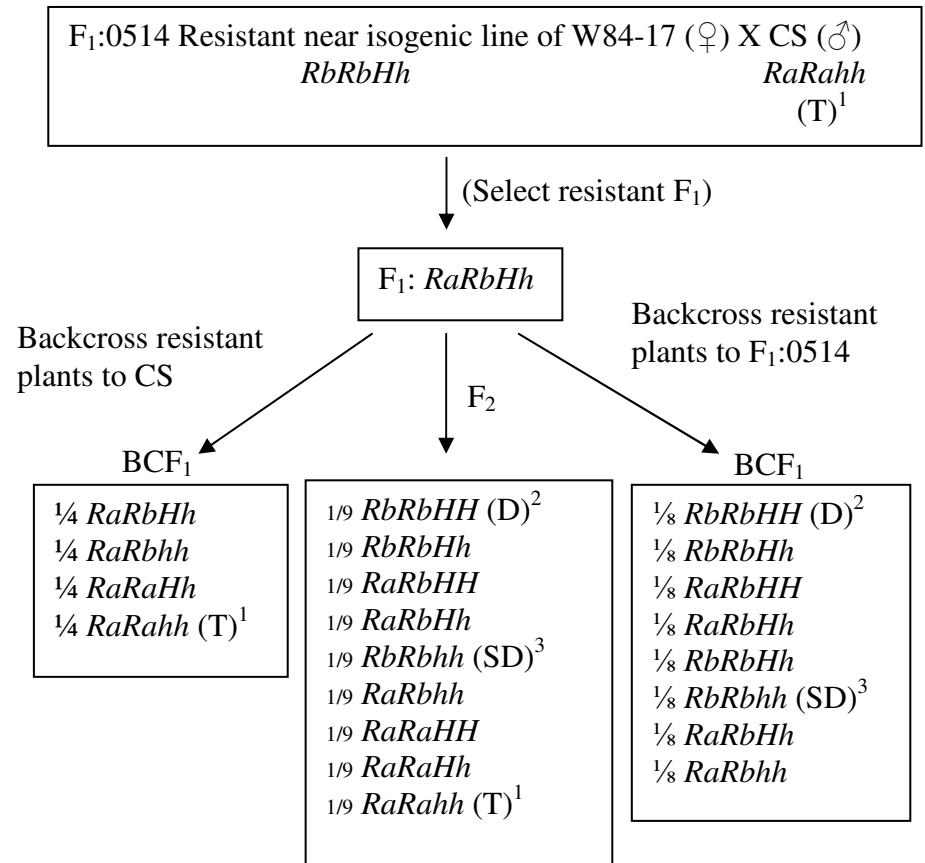 F₁:0514 Resistant near isogenic line of W84-17 (♀) X CS (♂)
RbRbHh RaRahh
(T)¹
(Select resistant F₁)
F₁: RaRbHh
Backcross resistant
plants to CS
F₂
Backcross resistant
plants to F₁:0514
BCF₁
¼ RaRbHh
¼ RaRbhh
¼ RaRaHh
¼ RaRahh (T)¹
1/9 RbRbHH (D)²
1/9 RbRbHh
1/9 RaRbHH
1/9 RaRbHh
1/9 RbRbhh (SD)³
1/9 RaRbhh
1/9 RaRaHH
1/9 RaRaHh
1/9 RaRahh (T)¹
BCF₁
⅛ RbRbHH (D)²
⅛ RbRbHh
⅛ RaRbHH
⅛ RaRbHh
⅛ RbRbHh
⅛ RbRbhh (SD)³
⅛ RaRbHh
⅛ RaRbhh